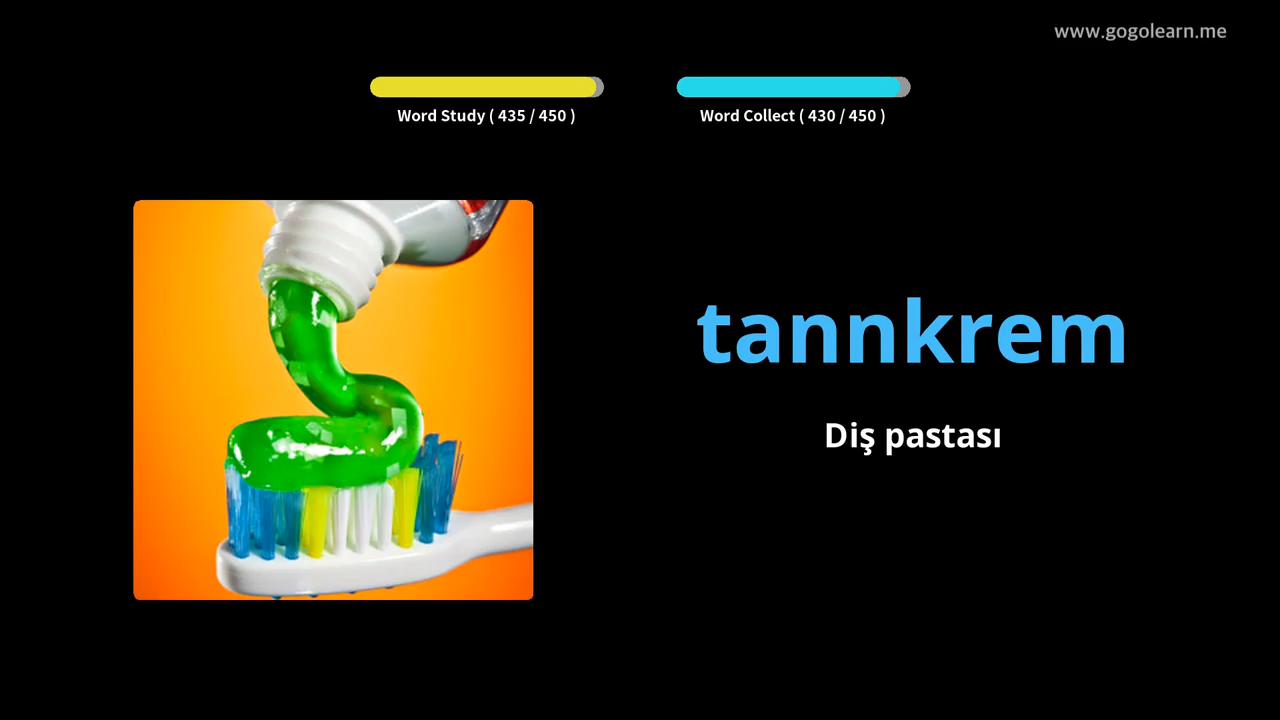 www.gogolearn.me
Word Study ( 435 / 450 )
Word Collect ( 430 / 450 )
tannkrem
Diş pastası